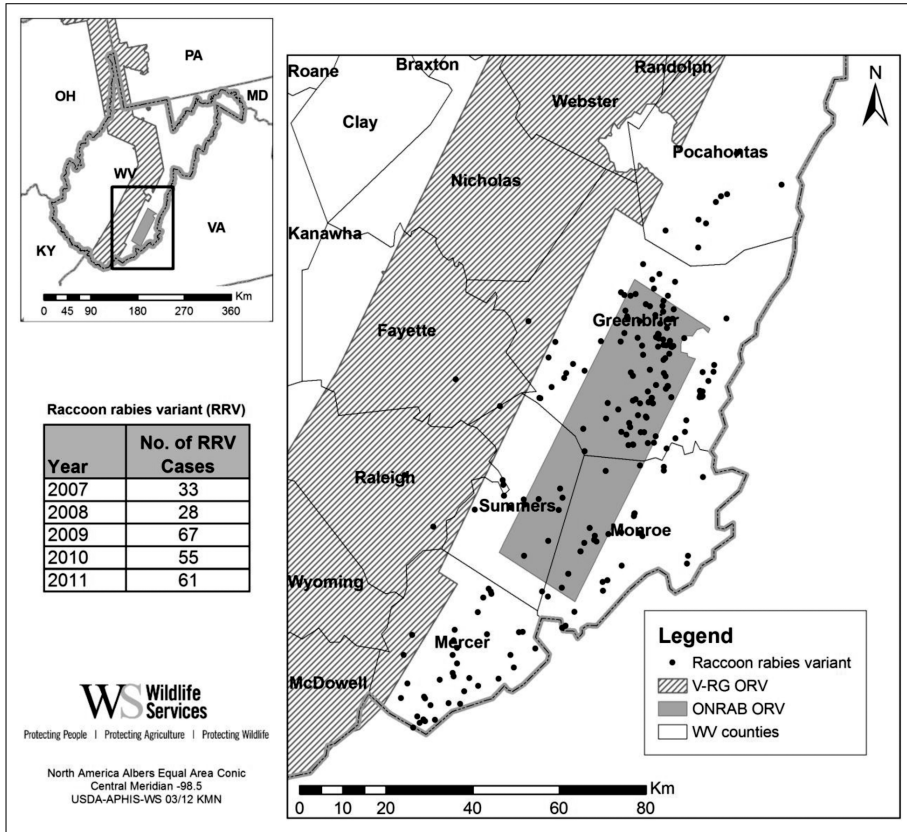 PA
OH
MD
WV
VA
KY
Km
0 45 90 180 270 360
Raccoon rabies variant (RRV)
Year No. of RRV Cases
2007 33
2008 28
2009 67
2010 55
2011 61
WS Wildlife
Services
Protecting People | Protecting Agriculture | Protecting Wildlife
North America Albers Equal Area Conic
Central Meridian -98.5
USDA-APHIS-WS 03/12 KMN
Roane
Braxton
Randolph
Webster
N
Clay
Pocahontas
Nicholas
Kanawha
Greenbrier
Fayette
Raleigh
Summers
Monroe
Wyoming
Mercer
McDowell
Legend
Raccoon rabies variant
V-RG ORV
ONRAB ORV
WV counties
Km
0 10 20 40 60 80